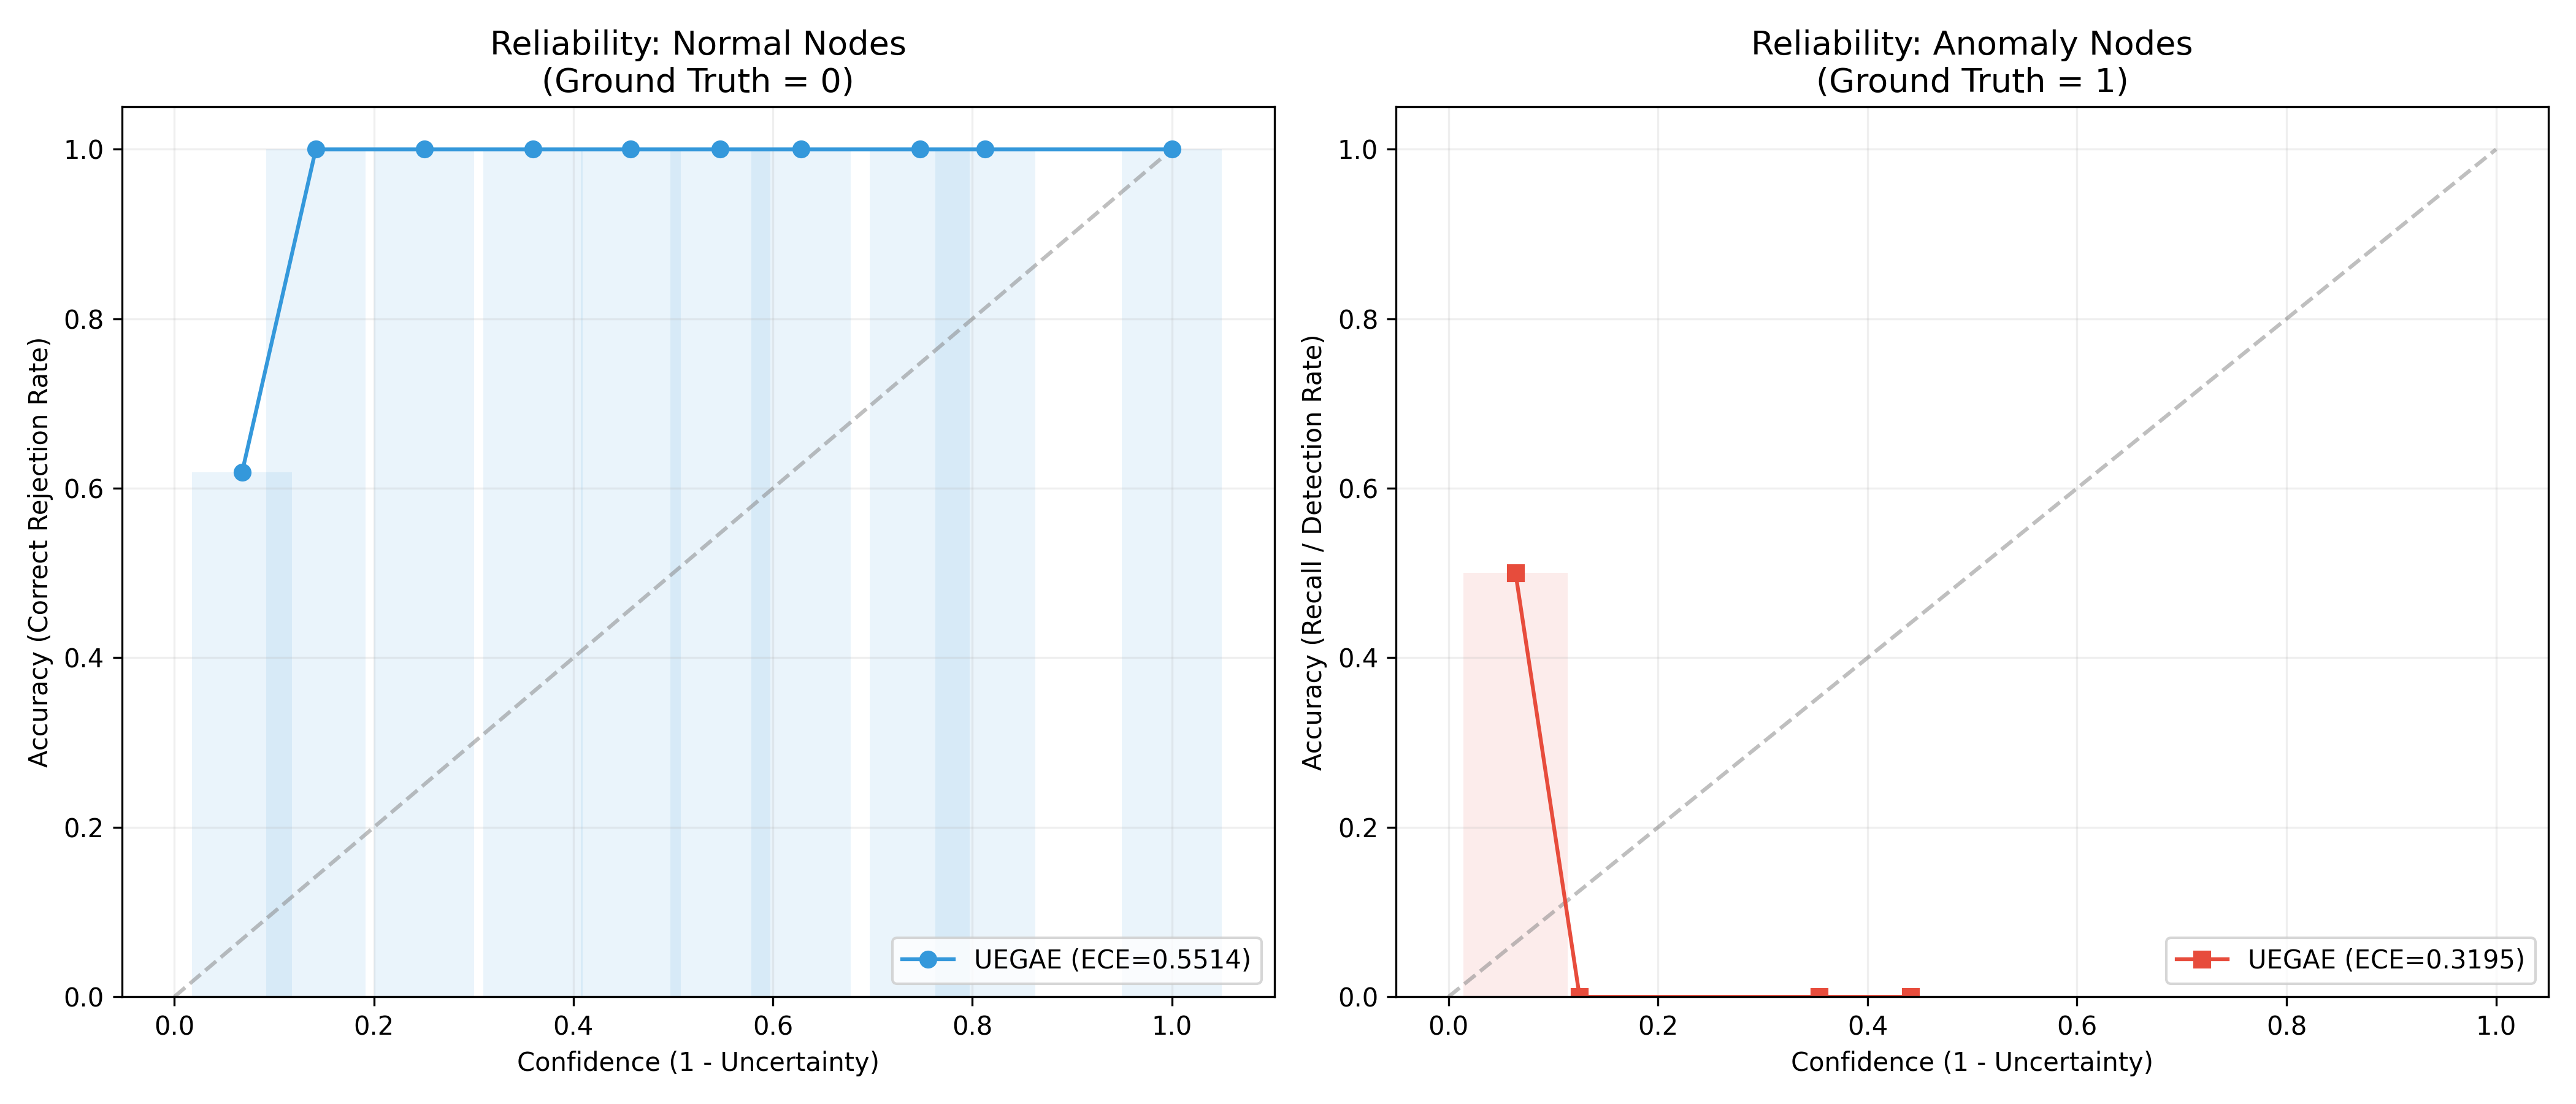 Reliability: Normal Nodes
(Ground Truth = 0)
Accuracy (Correct Rejection Rate)
1.0
0.8
0.6
0.4
0.2
0.0
0.0 0.2 0.4 0.6 0.8 1.0
Confidence (1 - Uncertainty)
UEGAE (ECE=0.5514)
Reliability: Anomaly Nodes
(Ground Truth = 1)
Accuracy (Recall / Detection Rate)
1.0
0.8
0.6
0.4
0.2
0.0
0.0 0.2 0.4 0.6 0.8 1.0
Confidence (1 - Uncertainty)
UEGAE (ECE=0.3195)